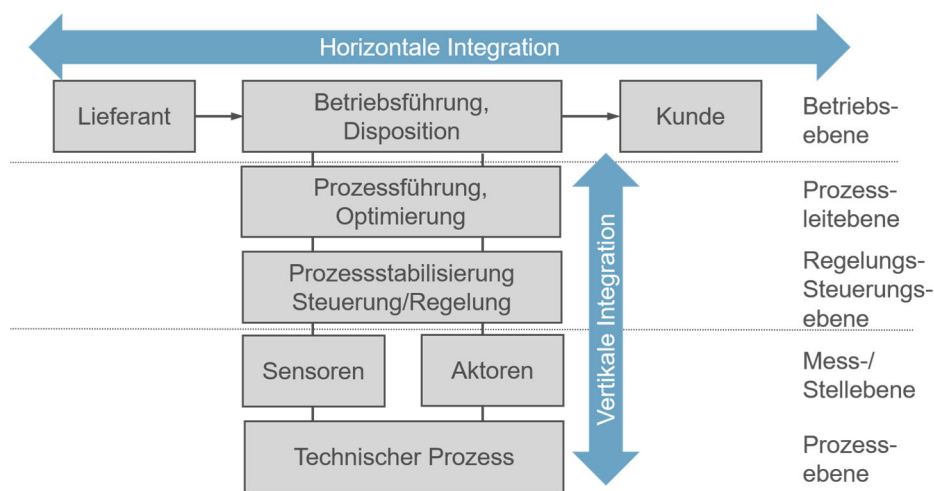 Horizontale Integration
Lieferant
Betriebsführung,
Disposition
Kunde
Betriebs-
ebene
Prozessführung,
Optimierung
Prozess-
leitebene
Prozessstabilisierung
Steuerung/Regelung
Regelungs-
Steuerungs-
ebene
Vertikale Integration
Sensoren
Aktoren
Mess-/
Stellebene
Technischer Prozess
Prozess-
ebene